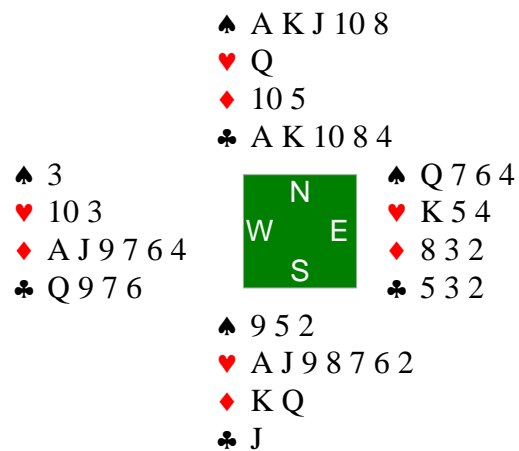 ♠ A K J 10 8
♥ Q
♦ 10 5
♣ A K 10 8 4
♠ 3
♥ 10 3
♦ A J 9 7 6 4
♣ Q 9 7 6
N
W E
S
♠ Q 7 6 4
♥ K 5 4
♦ 8 3 2
♣ 5 3 2
♠ 9 5 2
♥ A J 9 8 7 6 2
♦ K Q
♣ J